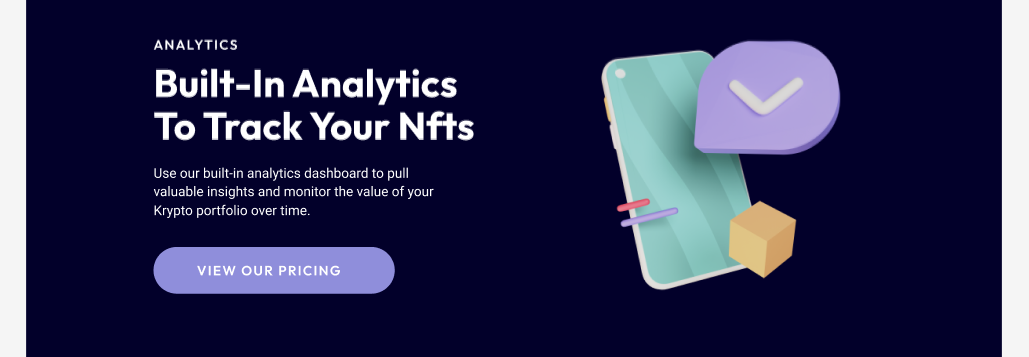 ANALYTICS
Built-In Analytics
To Track Your Nfts
Use our built-in analytics dashboard to pull
valuable insights and monitor the value of your
Krypto portfolio over time.
VIEW OUR PRICING